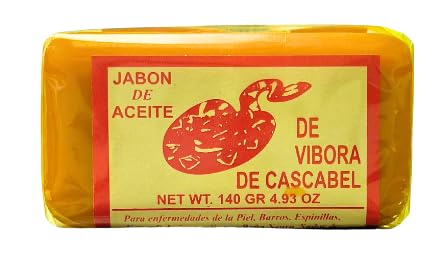 JABON
DE
ACEITE
DE
VIBORA
DE CASCABEL
NET WT. 140 GR 4.93 OZ
Para enfermedades de la Piel, Barros, Espinillas,